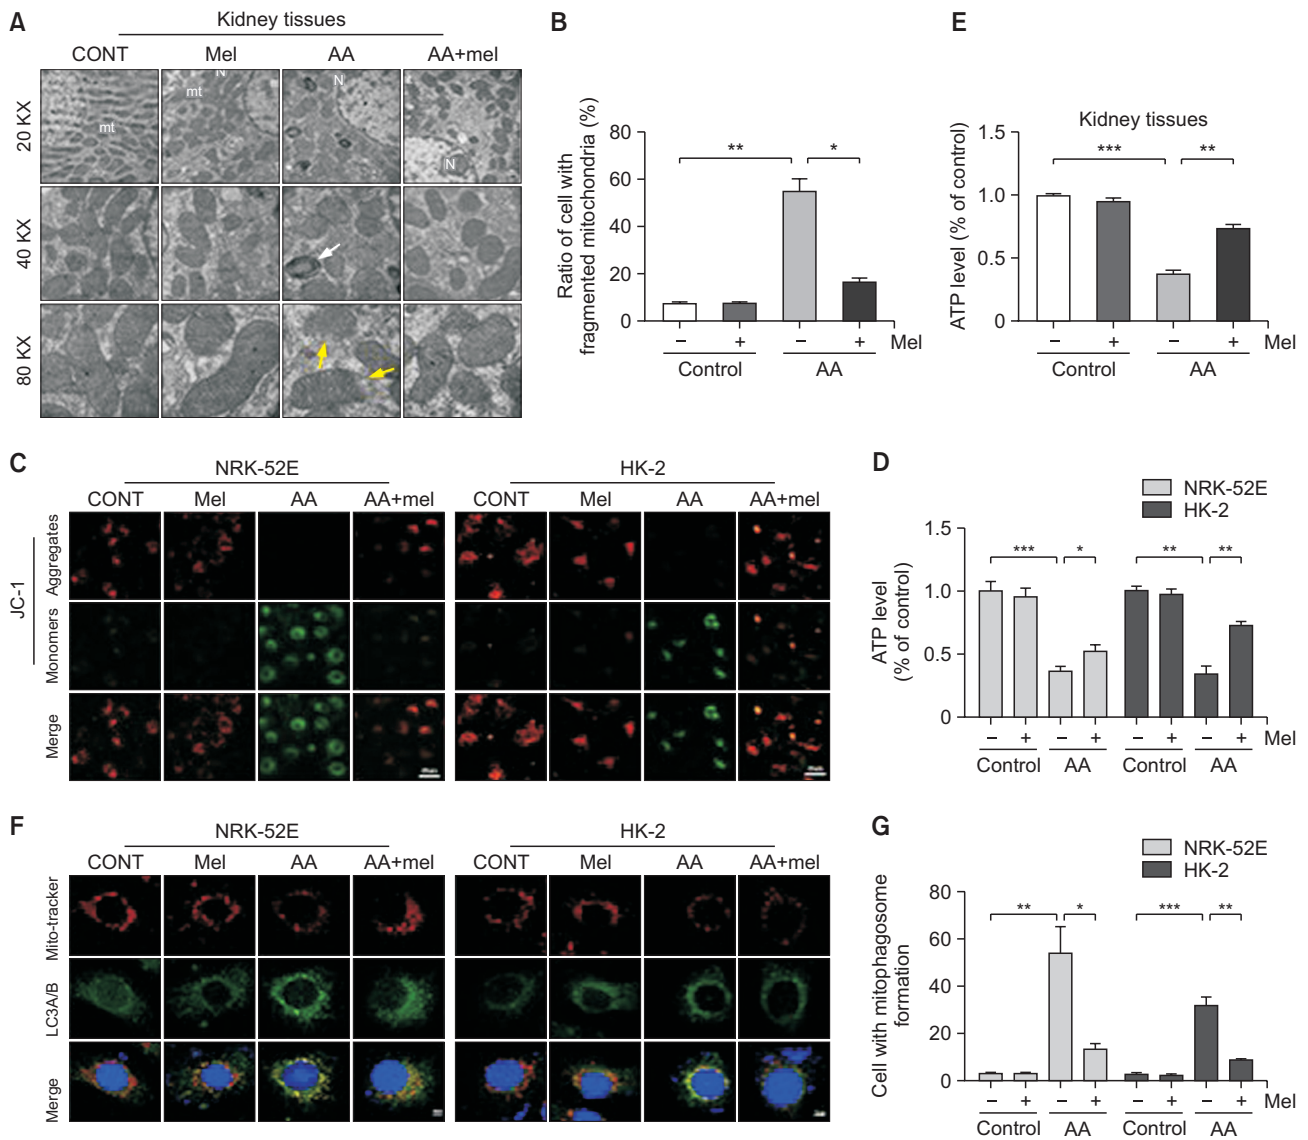 A
Kidney tissues
CONT Mel AA AA+mel
20 KX
mt
mt
N
N
N
40 KX
80 KX
B
Ratio of cell with
fragmented mitochondria (%)
80
60
40
20
0
** *
− + − + Mel
Control AA
E
Kidney tissues
ATP level (% of control)
1.5
1.0
0.5
0
*** **
− + − + Mel
Control AA
C
NRK-52E HK-2
CONT Mel AA AA+mel CONT Mel AA AA+mel
JC-1
Aggregates
Monomers
Merge
D
NRK-52E
HK-2
ATP level
(% of control)
1.5
1.0
0.5
0
*** * ** **
− + − + − + − + Mel
Control AA Control AA
F
NRK-52E HK-2
CONT Mel AA AA+mel CONT Mel AA AA+mel
Mito-tracker
LC3A/B
Merge
G
NRK-52E
HK-2
Cell with mitophagosome
formation
80
60
40
20
0
** * *** **
− + − + − + − + Mel
Control AA Control AA